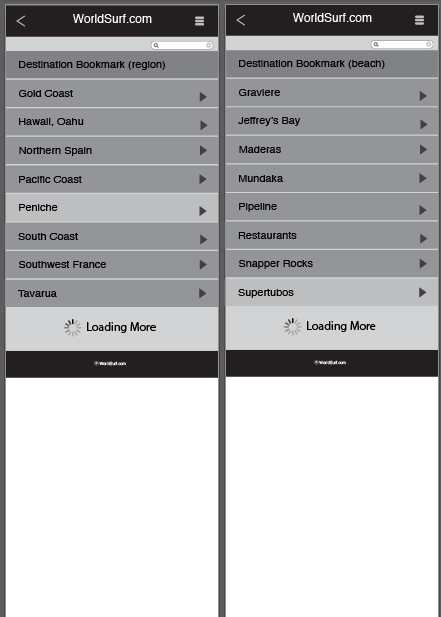 WorldSurf.com
Destination Bookmark (region)
Gold Coast
Hawaii, Oahu
Northern Spain
Pacific Coast
Peniche
South Coast
Southwest France
Tavarua
Loading More
WorldSurf.com
WorldSurf.com
Destination Bookmark (beach)
Graviere
Jeffrey's Bay
Maderas
Mundaka
Pipeline
Restaurants
Snapper Rocks
Supertubos
Loading More
WorldSurf.com